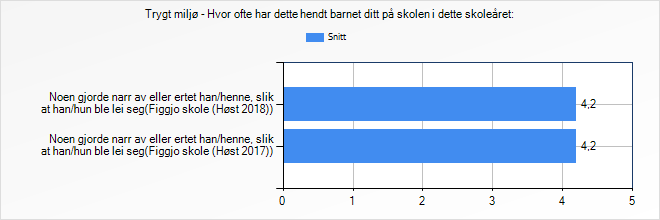 Trygt miljø - Hvor ofte har dette hendt barnet ditt på skolen i dette skoleåret:
Snitt
Noen gjorde narr av eller ertet han/henne, slik
at han/hun ble lei seg(Figgjo skole (Høst 2018))
4,2
Noen gjorde narr av eller ertet han/henne, slik
at han/hun ble lei seg(Figgjo skole (Høst 2017))
4,2
0 1 2 3 4 5